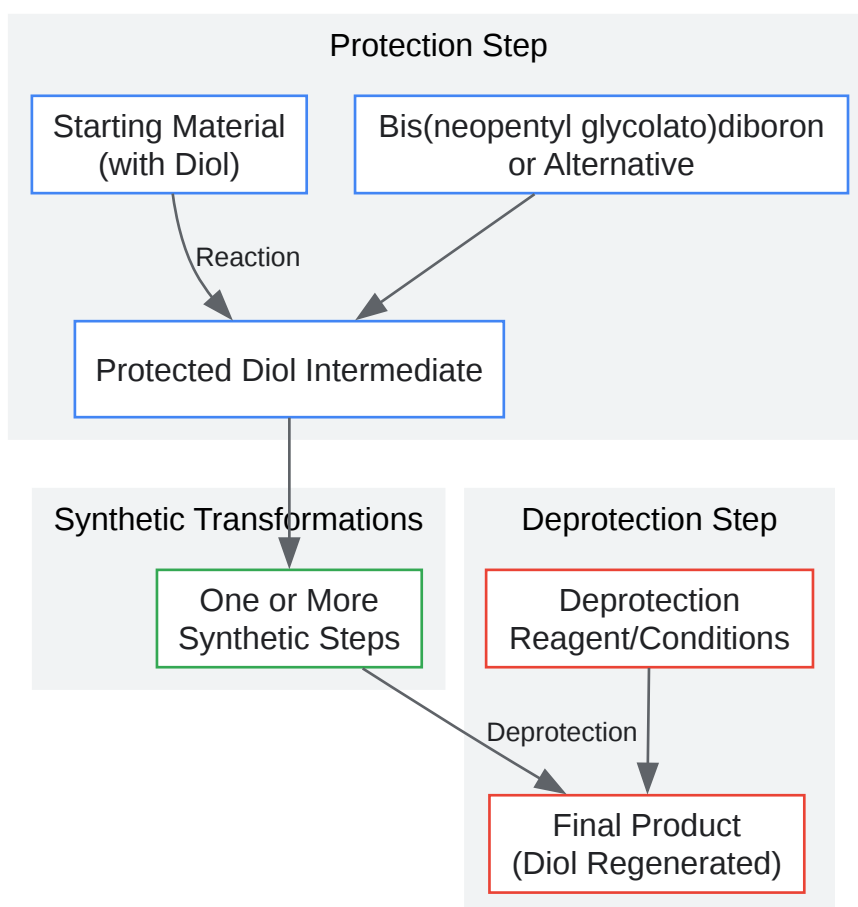 Protection Step
Starting Material
(with Diol)
Bis(neopentyl glycolato)diboron
or Alternative
Reaction
Protected Diol Intermediate
Synthetic Transformations
One or More
Synthetic Steps
Deprotection Step
Deprotection
Reagent/Conditions
Deprotection
Final Product
(Diol Regenerated)